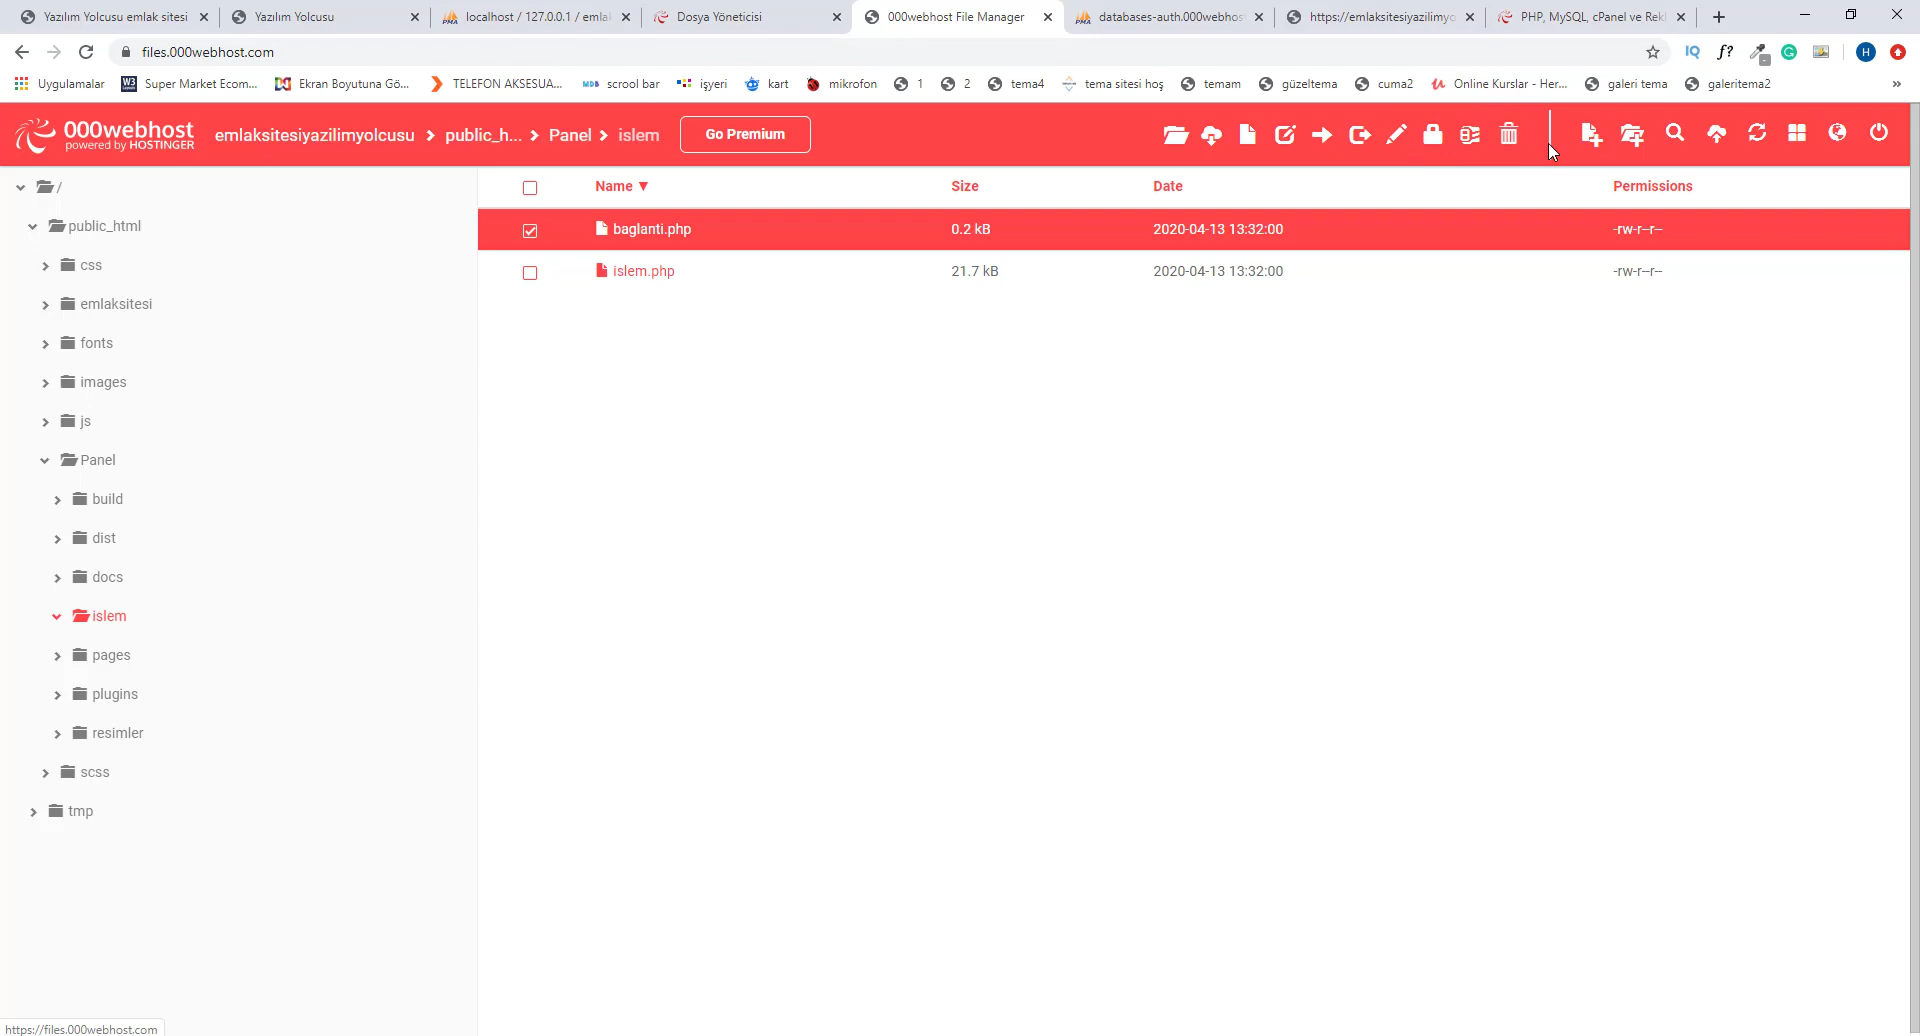 Yazılım Yolcusu emlak sitesi
Yazılım Yolcusu
localhost / 127.0.0.1 / emla
Dosya Yöneticisi
000webhost File Manager
databases-auth.000webhos
https://emlaksitesiyazilimyo
PHP, MySQL, cPanel ve Rek
files.000webhost.com
IQ
f?
H
Uygulamalar
Super Market Ecom...
Ekran Boyutuna Gö...
TELEFON AKSESUA...
scrool bar
işyeri
kart
mikrofon
1
2
tema4
tema sitesi hoş
temam
güzeltema
cuma2
Online Kurslar - Her...
galeri tema
galeritema2
»
000webhost
powered by HOSTINGER
emlaksitesiyazilimyolcusu > public_h... > Panel > islem
Go Premium
/
public_html
css
emlaksitesi
fonts
images
js
Panel
build
dist
docs
islem
pages
plugins
resimler
scss
tmp
Name ▼ Size Date Permissions
baglanti.php 0.2 kB 2020-04-13 13:32:00 -rw-r--r--
islem.php 21.7 kB 2020-04-13 13:32:00 -rw-r--r--
https://files.000webhost.com